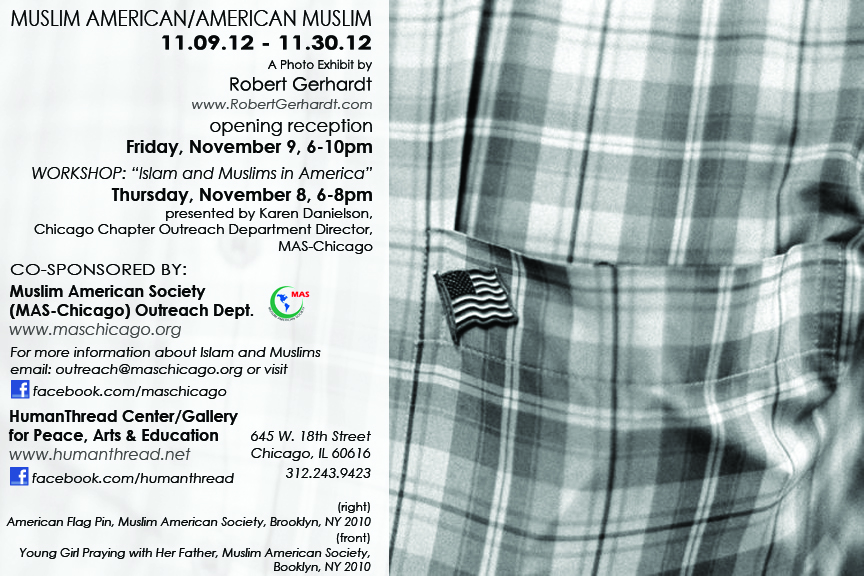 MUSLIM AMERICAN/AMERICAN MUSLIM
11.09.12 - 11.30.12
A Photo Exhibit by
Robert Gerhardt
www.RobertGerhardt.com
opening reception
Friday, November 9, 6-10pm
WORKSHOP: “Islam and Muslims in America”
Thursday, November 8, 6-8pm
presented by Karen Danielson,
Chicago Chapter Outreach Department Director,
MAS-Chicago
CO-SPONSORED BY:
Muslim American Society
(MAS-Chicago) Outreach Dept.
MAS
MUSLIM AMERICAN SOCIETY
www.maschicago.org
For more information about Islam and Muslims
email: outreach@maschicago.org or visit
f facebook.com/maschicago
HumanThread Center/Gallery
for Peace, Arts & Education
www.humanthread.net
f facebook.com/humanthread
645 W. 18th Street
Chicago, IL 60616
312.243.9423
(right)
American Flag Pin, Muslim American Society, Brooklyn, NY 2010
(front)
Young Girl Praying with Her Father, Muslim American Society,
Booklyn, NY 2010